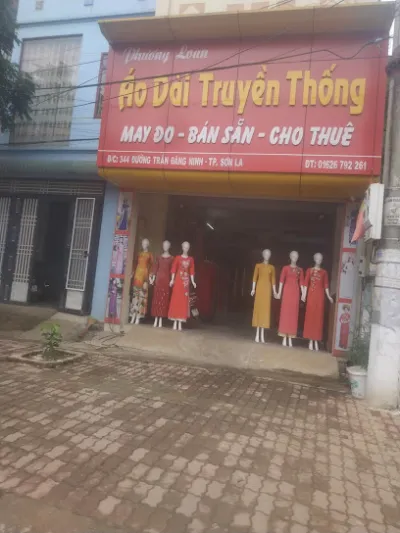 Phương Loan
Áo Dài Truyền Thống
MAY ĐO - BÁN SẴN - CHO THUÊ
Đ/C: 344 ĐƯỜNG TRẦN ĐĂNG NINH - TP. SƠN LA
ĐT: 01626 792 261